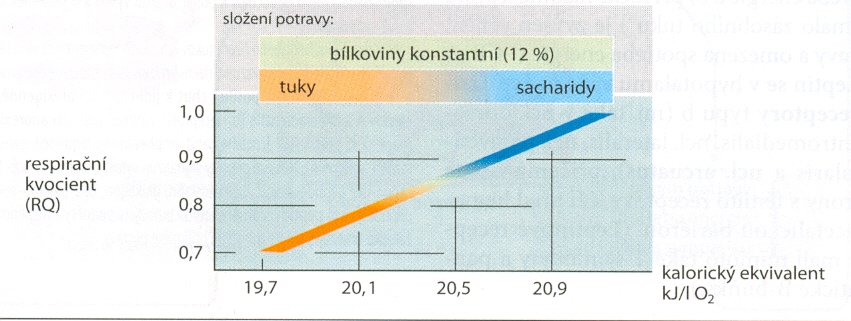 složení potravy:
bílkoviny konstantní (12 %)
tuky
sacharidy
1,0
respirační
kvocient
(RQ)
0,9
0,8
0,7
19,7
20,1
20,5
20,9
kalorický ekvivalent
kJ/l O₂